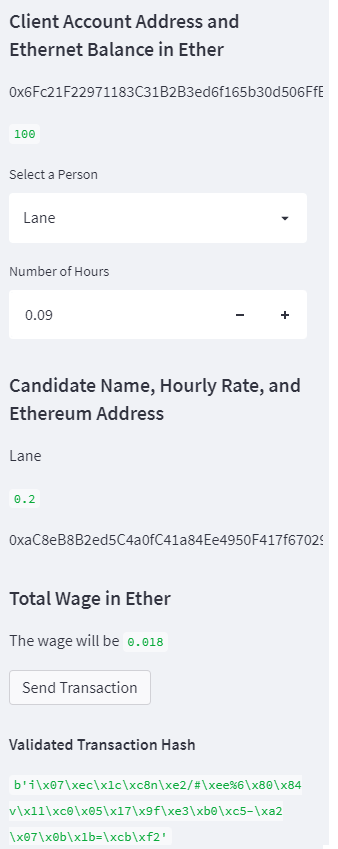 Client Account Address and
Ethernet Balance in Ether
0x6Fc21F22971183C31B2B3ed6f165b30d506FfE
100
Select a Person
Lane
Number of Hours
0.09
Candidate Name, Hourly Rate, and
Ethereum Address
Lane
0.2
0xaC8eB8B2ed5C4a0fC41a84Ee4950F417f67029
Total Wage in Ether
The wage will be 0.018
Send Transaction
Validated Transaction Hash
b'i\x07\xec\x1c\xc8n\xe2/#\xee%6\x80\x84
v\x11\xc0\x05\x17\x9f\xe3\xb0\xc5-\xa2
\x07\x0b\x1b=\xcb\xf2'